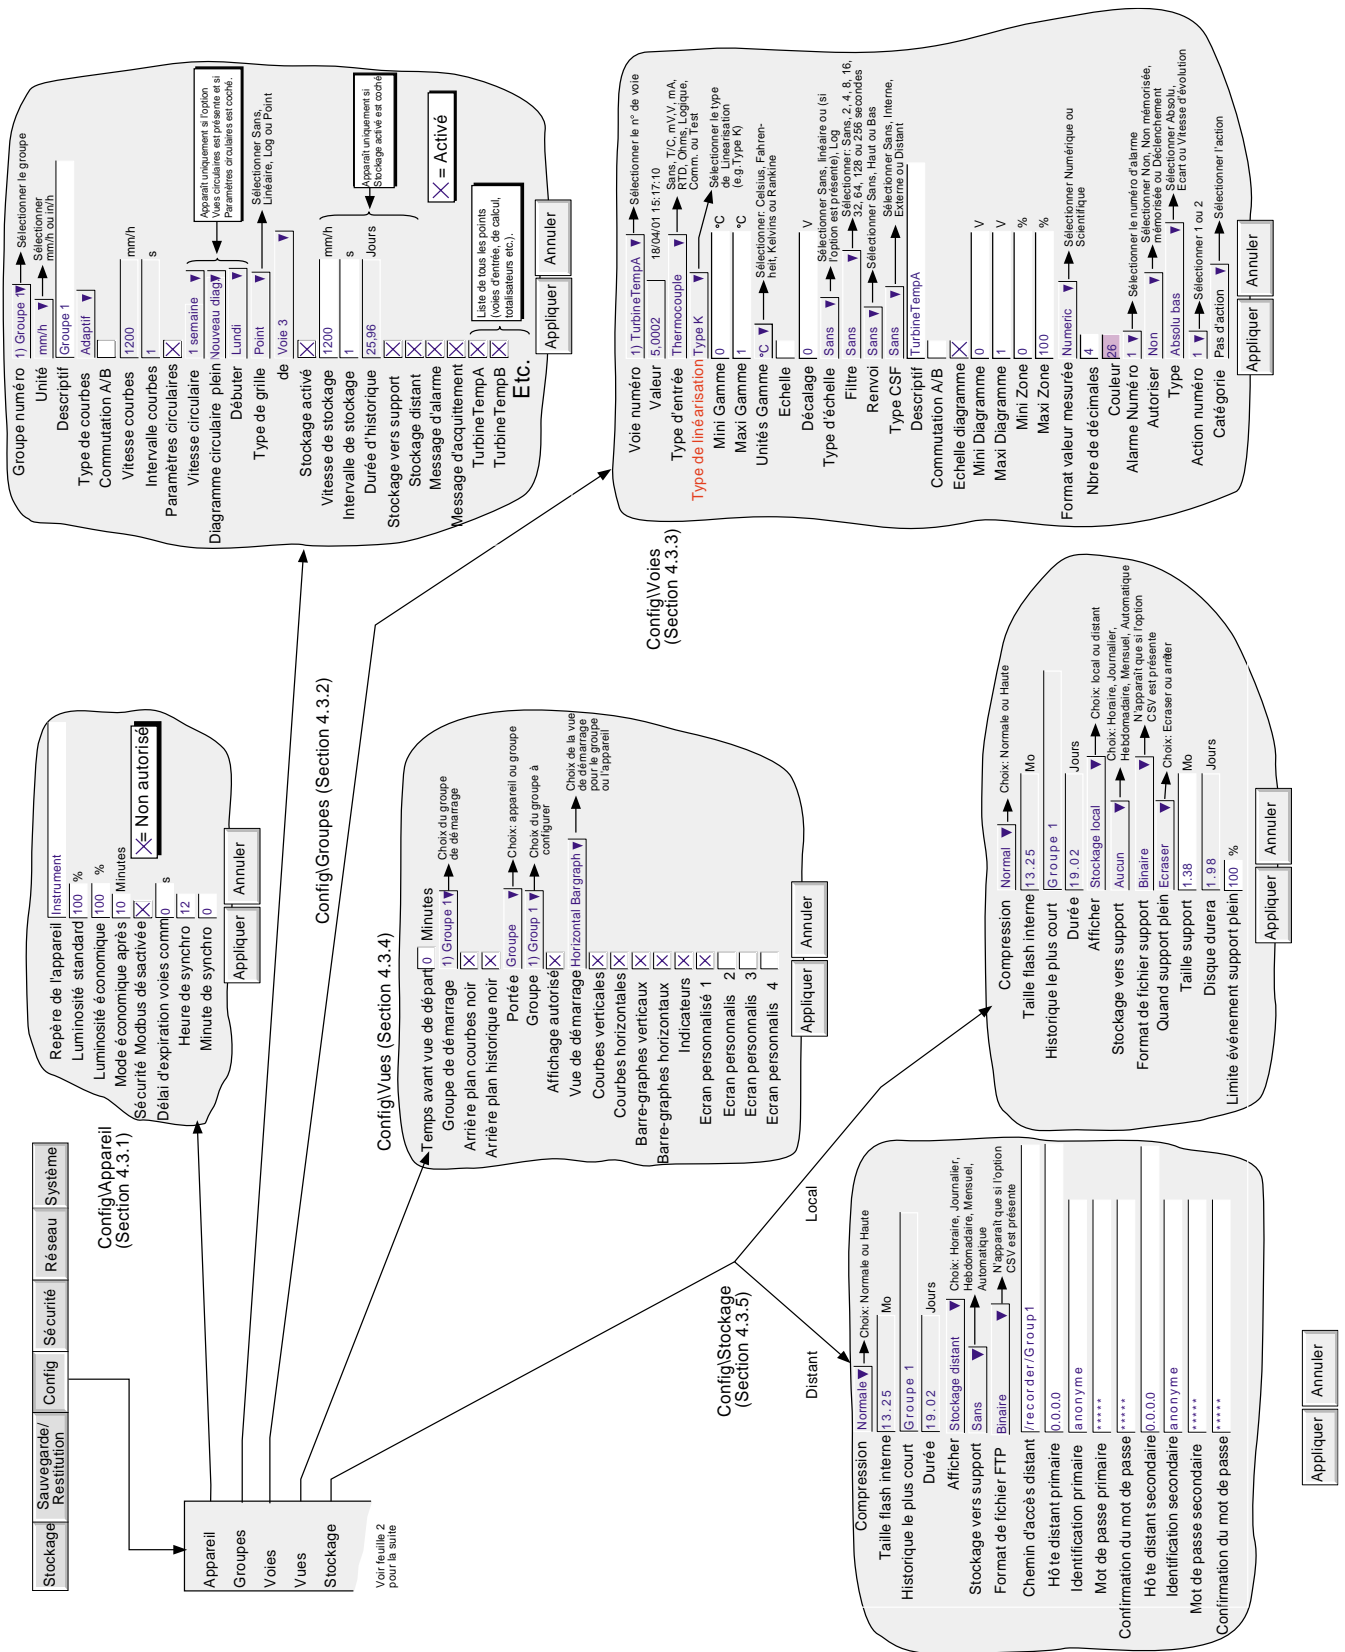 Stockage
Sauvegarde/
Restitution
Config
Sécurité
Réseau
Système
Appareil
Groupes
Voies
Vues
Stockage
Voir feuille 2
pour la suite
Config\Appareil
(Section 4.3.1)
Repère de l'appareil Instrument
Luminosité standard 100 %
Luminosité économique 100 %
Mode économique après 10 Minutes
Sécurité Modbus désactivée
Délai d'expiration voies comm 0 s
Heure de synchro 12
Minute de synchro 0
= Non autorisé
Appliquer
Annuler
Config\Groupes (Section 4.3.2)
Groupe numéro 1) Groupe 1 Sélectionner le groupe
Unité mm/h Sélectionner
mm/h ou in/h
Descriptif Groupe 1
Type de courbes Adaptif
Commutation A/B
Vitesse courbes 1200 mm/h
Intervalle courbes 1 s
Paramètres circulaires
Vitesse circulaire 1 semaine
Diagramme circulaire plein Nouveau diag
Débuter Lundi
Apparaît uniquement si l'option
Vues circulaires est présente et si
Paramètres circulaires est coché.
Type de grille Point Sélectionner Sans,
Linéaire, Log ou Point
de Voie 3
Stockage activé
Vitesse de stockage 1200 mm/h
Intervalle de stockage 1 s
Durée d'historique 25,96 Jours
Stockage vers support
Stockage distant
Message d'alarme
Message d'acquittement
TurbineTempA
TurbineTempB
Etc.
Apparaît uniquement si
Stockage activé est coché
= Activé
Liste de tous les points
(voies d'entrée, de calcul,
totalisateurs etc.).
Appliquer
Annuler
Config\Voies
(Section 4.3.3)
Voie numéro 1) TurbineTempA Sélectionner le n° de voie
Valeur 5.0002 18/04/01 15:17:10
Type d'entrée Thermocouple Sans, T/C, mV, V, mA,
RTD, Ohms, Logique,
Comm. ou Test
Type de linéarisation Type K Sélectionner le type
de Linearisation
(e.g.Type K)
Mini Gamme 0 °C
Maxi Gamme 1 °C
Unités Gamme °C Sélectionner: Celsius, Fahren-
heit, Kelvins ou Rankine
Echelle
Décalage 0 V
Type d'échelle Sans Sélectionner Sans, linéaire ou (si
l'option est présente), Log
Filtre Sans Sélectionner: Sans, 2, 4, 8, 16,
32, 64, 128 ou 256 secondes
Renvoi Sans Sélectionner Sans, Haut ou Bas
Type CSF Sans Sélectionner Sans, Interne,
Externe ou Distant
Descriptif TurbineTempA
Commutation A/B
Echelle diagramme
Mini Diagramme 0 V
Maxi Diagramme 1 V
Mini Zone 0 %
Maxi Zone 100 %
Format valeur mesurée Numeric Sélectionner Numérique ou
Scientifique
Nbre de décimales 4
Couleur 26
Alarme Numéro 1 Sélectionner le numéro d'alarme
Autoriser Non Sélectionner Non, Non mémorisée,
mémorisée ou Déclenchement
Type Absolu bas Sélectionner Absolu,
Ecart ou Vitesse d'évolution
Action numéro 1 Sélectionner 1 ou 2
Catégorie Pas d'action Sélectionner l'action
Appliquer
Annuler
Config\Vues (Section 4.3.4)
Temps avant vue de départ 0 Minutes
Groupe de démarrage 1) Groupe 1 Choix du groupe
de démarrage
Arrière plan courbes noir
Arrière plan historique noir
Portée Groupe Choix: appareil ou groupe
Groupe 1) Group 1 Choix du groupe à
configurer
Affichage autorisé
Vue de démarrage Horizontal Bargraph Choix de la vue
de démarrage
pour le groupe
ou l'appareil
Courbes verticales
Courbes horizontales
Barre-graphes verticaux
Barre-graphes horizontaux
Indicateurs
Ecran personnalisé 1
Ecran personnalis 2
Ecran personnalis 3
Ecran personnalis 4
Appliquer
Annuler
Config\Stockage
(Section 4.3.5)
Distant
Local
Compression Normale Choix: Normale ou Haute
Taille flash interne 13.25 Mo
Historique le plus court Groupe 1
Durée 19.02 Jours
Afficher Stockage distant
Stockage vers support Sans Choix: Horaire, Journalier,
Hebdomadaire, Mensuel,
Automatique
Format de fichier FTP Binaire N'apparaît que si l'option
CSV est présente
Chemin d'accès distant /recorder/Group1
Hôte distant primaire 0.0.0.0
Identification primaire anonyme
Mot de passe primaire *****
Confirmation du mot de passe *****
Hôte distant secondaire 0.0.0.0
Identification secondaire anonyme
Mot de passe secondaire *****
Confirmation du mot de passe *****
Appliquer
Annuler
Compression Normal Choix: Normale ou Haute
Taille flash interne 13.25 Mo
Historique le plus court Groupe 1
Durée 19.02 Jours
Afficher Stockage local Choix: local ou distant
Stockage vers support Aucun Choix: Horaire, Journalier,
Hebdomadaire, Mensuel, Automatique
Format de fichier support Binaire N'apparaît que si l'option
CSV est présente
Quand support plein Ecraser Choix: Ecraser ou arrêter
Taille support 1.38 Mo
Disque durera 1.98 Jours
Limite événement support plein 100 %
Appliquer
Annuler